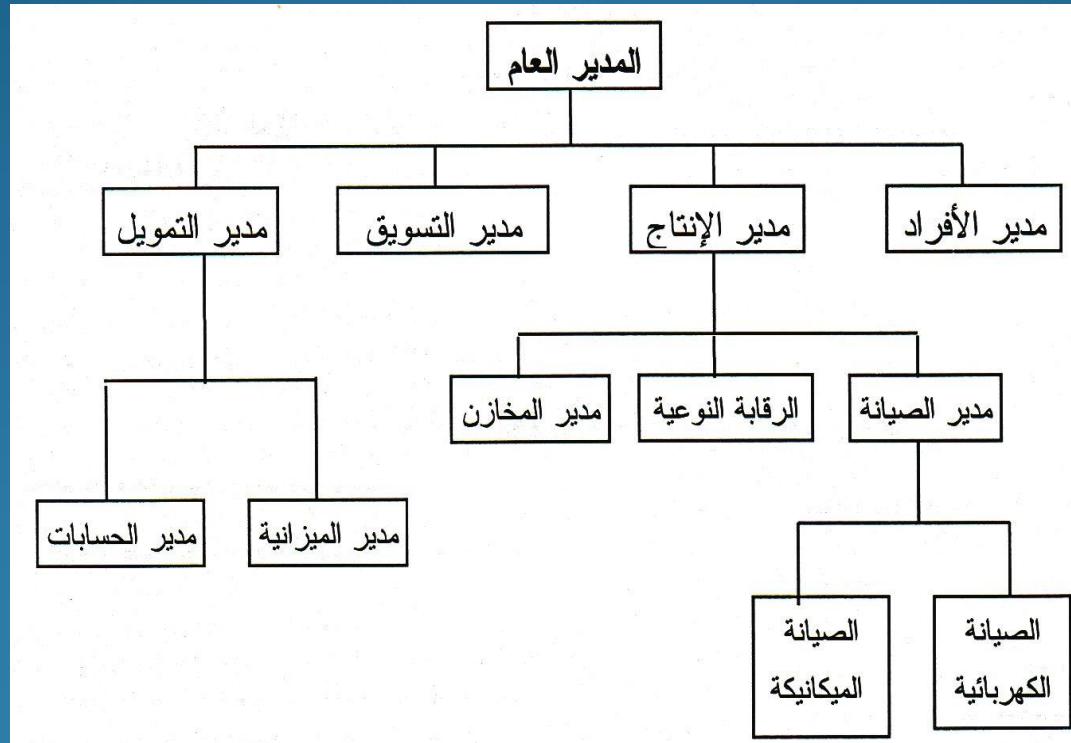 المدير العام
مدير الأفراد
مدير الإنتاج
مدير التسويق
مدير التمويل
مدير الصيانة
الرقابة النوعية
مدير المخازن
مدير الميزانية
مدير الحسابات
الصيانة
الكهربائية
الصيانة
الميكانيكة